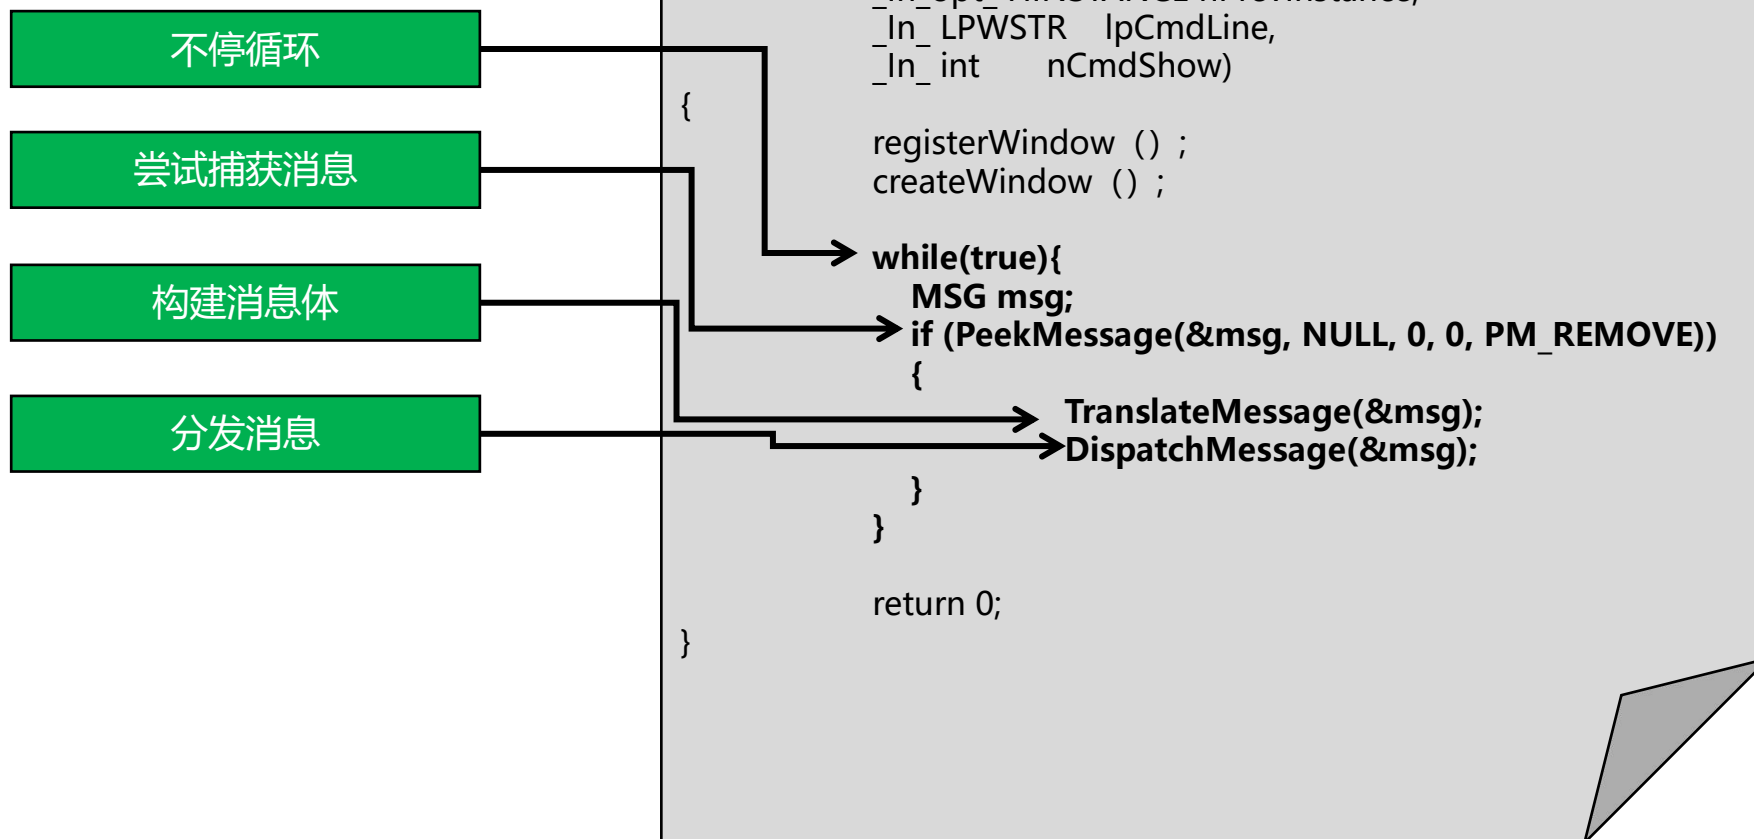 不停循环
尝试捕获消息
构建消息体
分发消息
_In_ LPWSTR    lpCmdLine,
_In_ int       nCmdShow)
{
registerWindow（）;
createWindow（）;
while(true){
MSG msg;
if (PeekMessage(&msg, NULL, 0, 0, PM_REMOVE))
{
TranslateMessage(&msg);
DispatchMessage(&msg);
}
}
return 0;
}